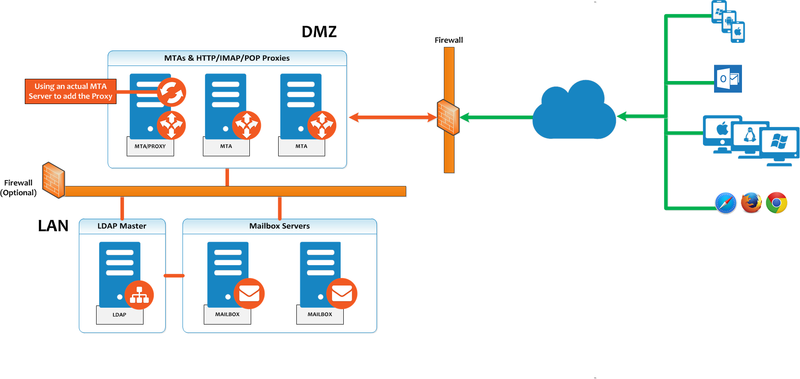 DMZ
Firewall
MTAs & HTTP/IMAP/POP Proxies
Using an actual MTA
Server to add the Proxy
MTA/PROXY
MTA
MTA
Firewall
(Optional)
LAN
LDAP Master
Mailbox Servers
LDAP
MAILBOX
MAILBOX